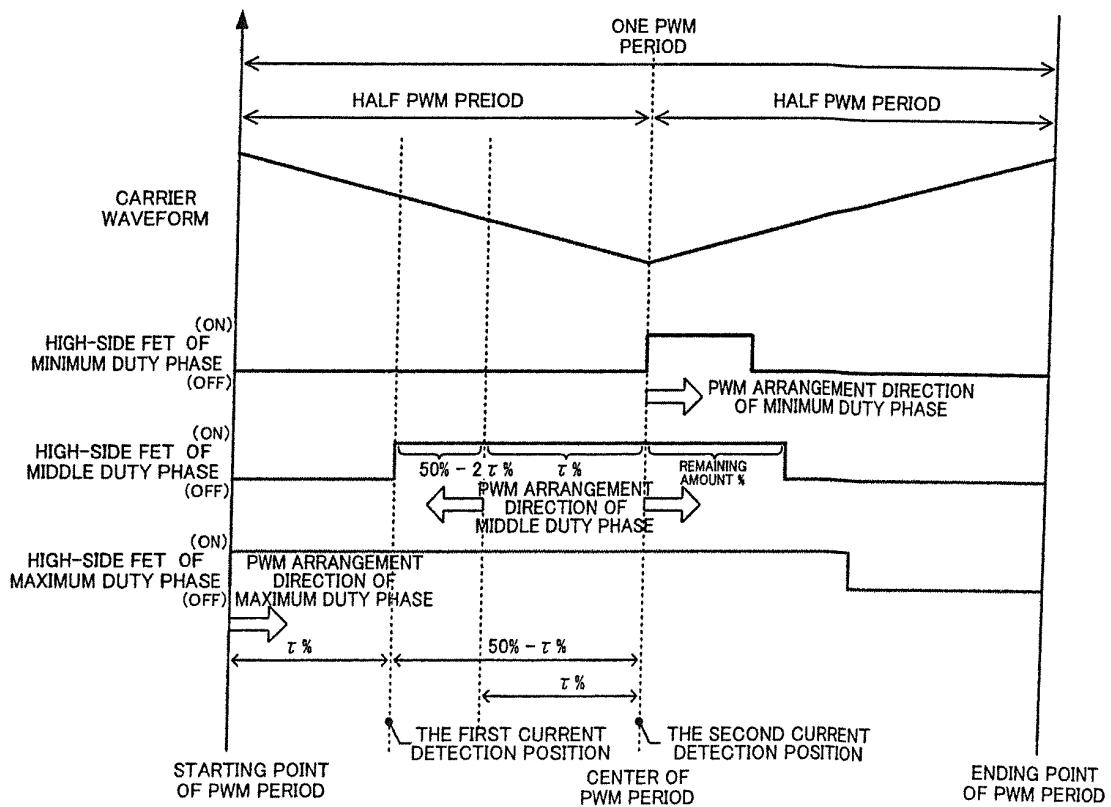 ONE PWM
PERIOD
HALF PWM PREIOD
HALF PWM PERIOD
CARRIER
WAVEFORM
(ON)
HIGH-SIDE FET OF
MINIMUM DUTY PHASE
(OFF)
PWM ARRANGEMENT DIRECTION
OF MINIMUM DUTY PHASE
(ON)
HIGH-SIDE FET OF
MIDDLE DUTY PHASE
(OFF)
50% - 2 τ %
τ %
REMAINING
AMOUNT %
PWM ARRANGEMENT
DIRECTION OF
MIDDLE DUTY PHASE
(ON)
HIGH-SIDE FET OF
MAXIMUM DUTY PHASE
(OFF)
PWM ARRANGEMENT
DIRECTION OF
MAXIMUM DUTY PHASE
τ %
50% - τ %
τ %
THE FIRST CURRENT
DETECTION POSITION
THE SECOND CURRENT
DETECTION POSITION
STARTING POINT
OF PWM PERIOD
CENTER OF
PWM PERIOD
ENDING POINT
OF PWM PERIOD